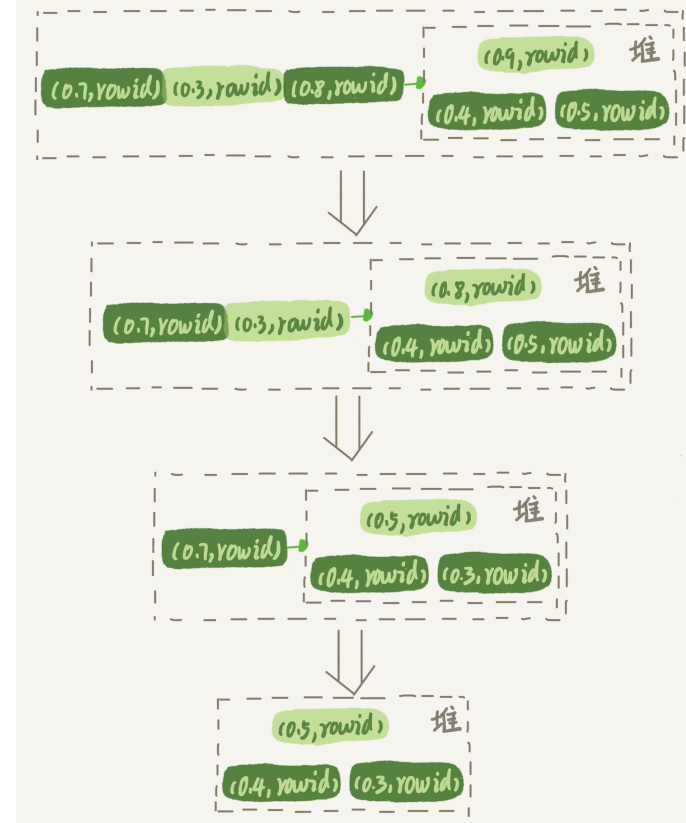 (0.9,rowid) 堆
(0.7,rowid) (0.3,rowid) (0.8,rowid)
(0.4,rowid) (0.5,rowid)
(0.8,rowid) 堆
(0.7,rowid) (0.3,rowid)
(0.4,rowid) (0.5,rowid)
(0.5,rowid) 堆
(0.7,rowid)
(0.4,rowid) (0.3,rowid)
(0.5,rowid) 堆
(0.4,rowid) (0.3,rowid)